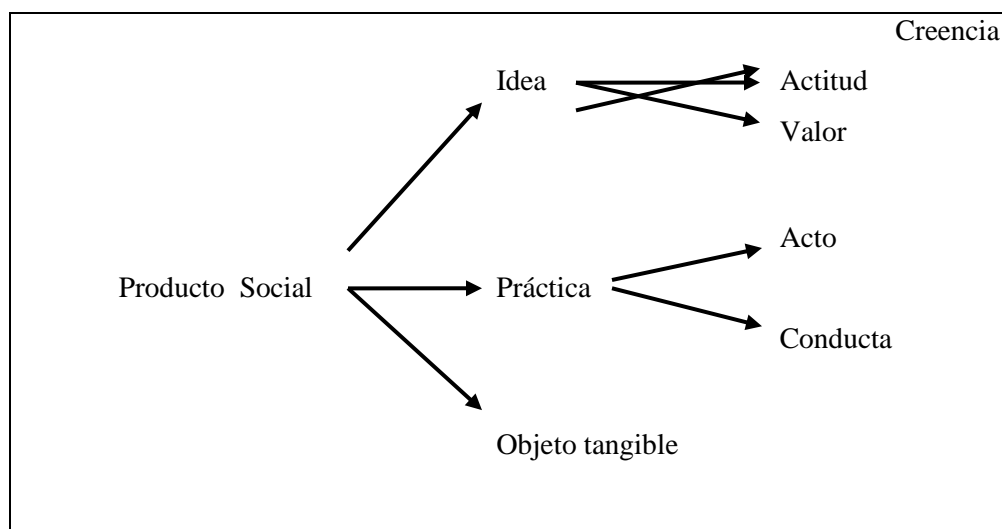 Creencia
Idea
Actitud
Valor
Acto
Producto Social
Práctica
Conducta
Objeto tangible